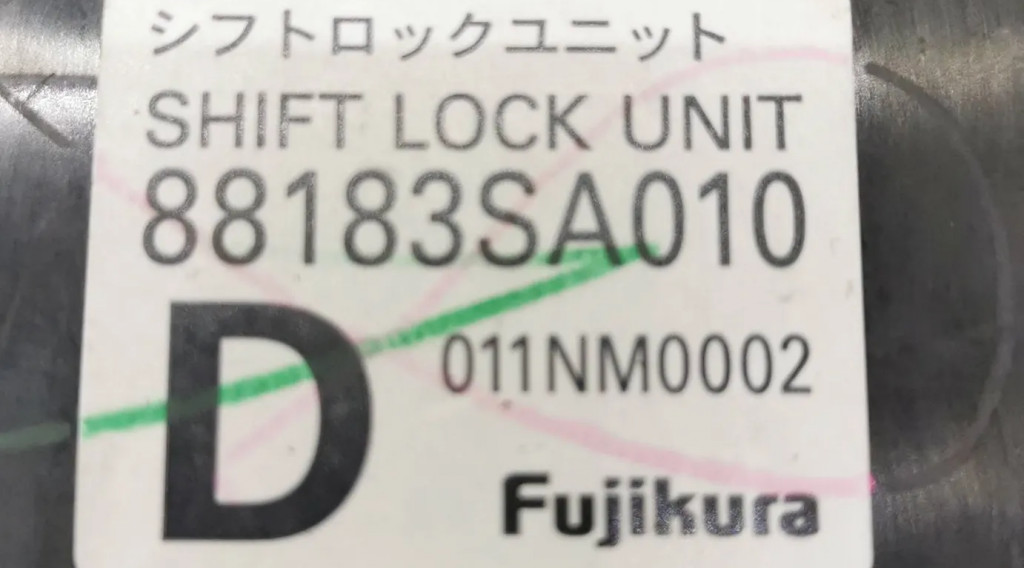 シフトロックユニット
SHIFT LOCK UNIT
88183SA010
D
011NM0002
Fujikura